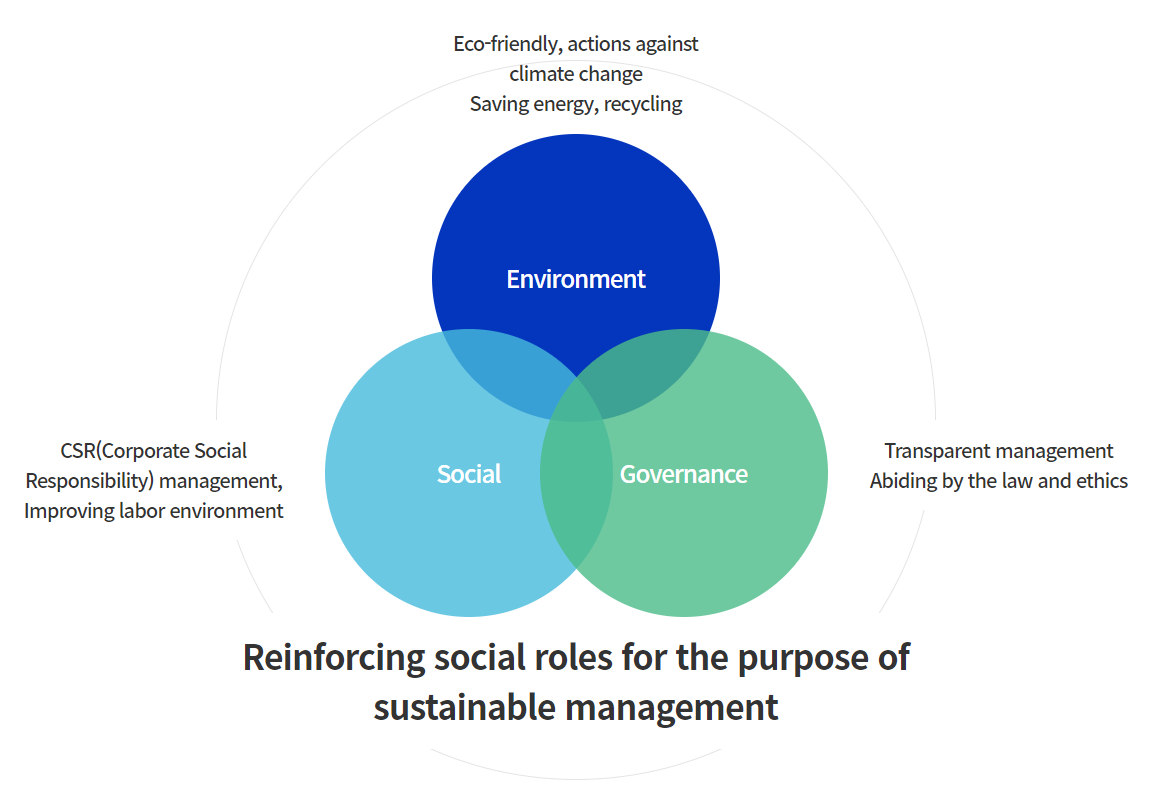 Eco-friendly, actions against
climate change
Saving energy, recycling
Environment
CSR(Corporate Social
Responsibility) management,
Improving labor environment
Social
Governance
Transparent management
Abiding by the law and ethics
Reinforcing social roles for the purpose of
sustainable management